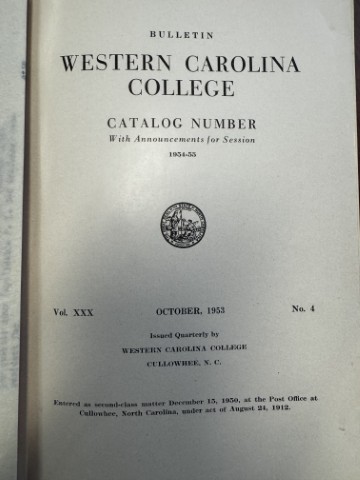 BULLETIN
WESTERN CAROLINA
COLLEGE
CATALOG NUMBER
With Announcements for Session
1954-55
Vol. XXX OCTOBER, 1953 No. 4
Issued Quarterly by
WESTERN CAROLINA COLLEGE
CULLOWHEE, N. C.
Entered as second-class matter December 15, 1950, at the Post Office at
Cullowhee, North Carolina, under act of August 24, 1912.